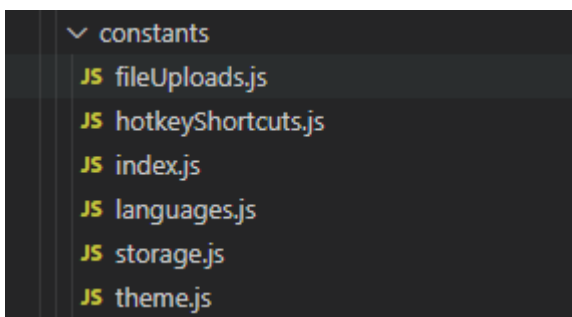 constants
JS fileUploads.js
JS hotkeyShortcuts.js
JS index.js
JS languages.js
JS storage.js
JS theme.js